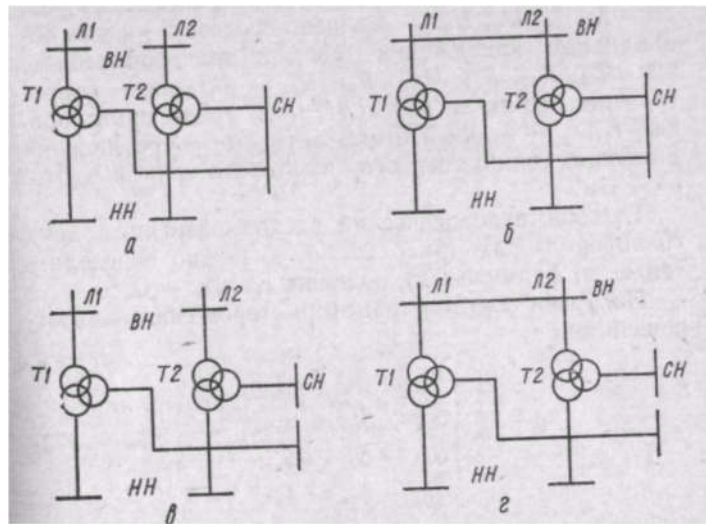 Л1 Л2
ВН
Т1 Т2 СН
НН
а
Л1 Л2 ВН
Т1 Т2 СН
НН
б
Л1 Л2
ВН
Т1 Т2 СН
НН
в
Л1 Л2 ВН
Т1 Т2 СН
НН
г